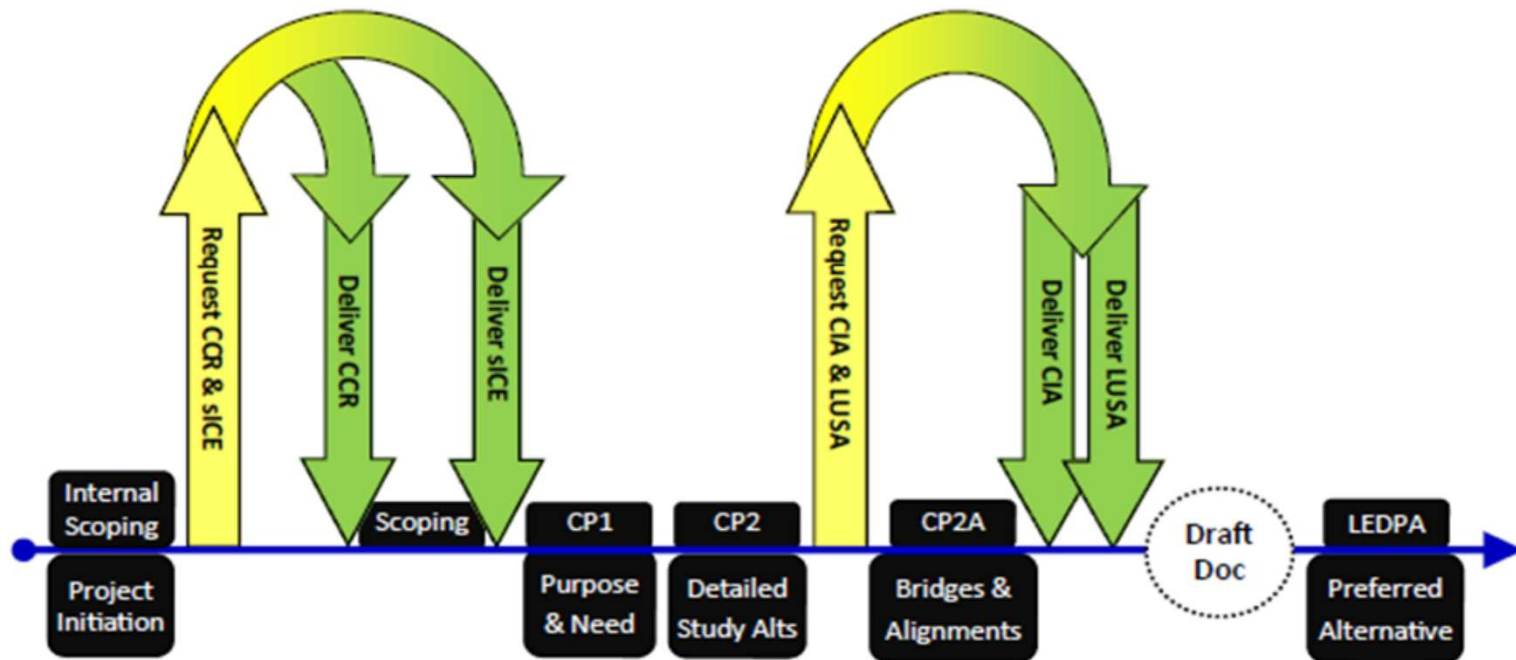 Request CCR & sICE
Deliver CCR
Deliver sICE
Request CIA & LUSA
Deliver CIA
Deliver LUSA
Internal
Scoping
Scoping
CP1
CP2
CP2A
Draft
Doc
LEDPA
Project
Initiation
Purpose
& Need
Detailed
Study Alts
Bridges &
Alignments
Preferred
Alternative